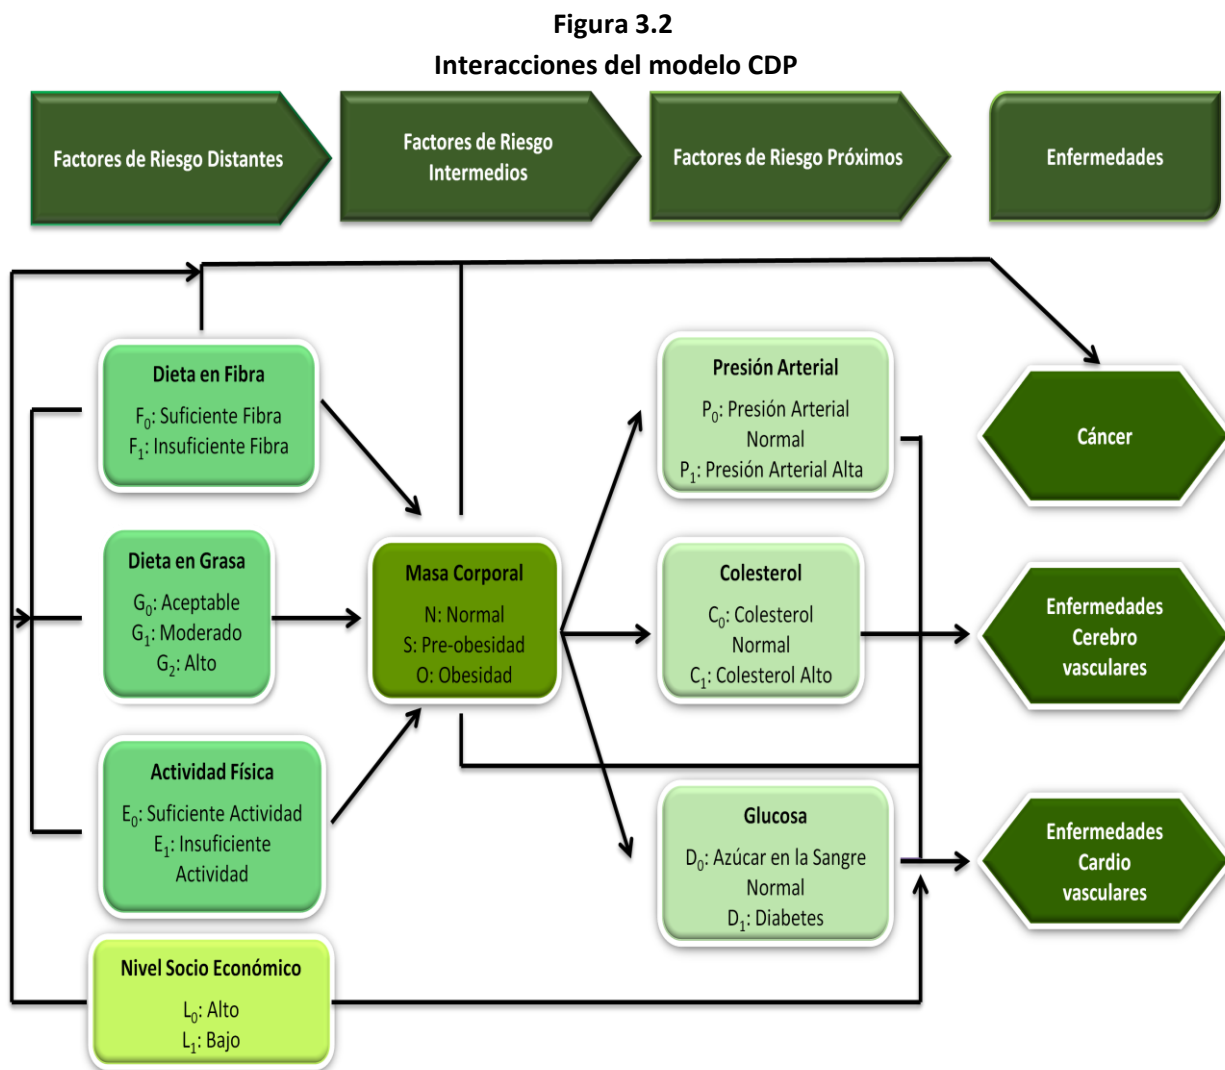 Figura 3.2
Interacciones del modelo CDP
Factores de Riesgo Distantes
Factores de Riesgo
Intermedios
Factores de Riesgo Próximos
Enfermedades
Dieta en Fibra
F₀: Suficiente Fibra
F₁: Insuficiente Fibra
Dieta en Grasa
G₀: Aceptable
G₁: Moderado
G₂: Alto
Actividad Física
E₀: Suficiente Actividad
E₁: Insuficiente
Actividad
Nivel Socio Económico
L₀: Alto
L₁: Bajo
Masa Corporal
N: Normal
S: Pre-obesidad
O: Obesidad
Presión Arterial
P₀: Presión Arterial
Normal
P₁: Presión Arterial Alta
Colesterol
C₀: Colesterol
Normal
C₁: Colesterol Alto
Glucosa
D₀: Azúcar en la Sangre
Normal
D₁: Diabetes
Cáncer
Enfermedades
Cerebro
vasculares
Enfermedades
Cardio
vasculares